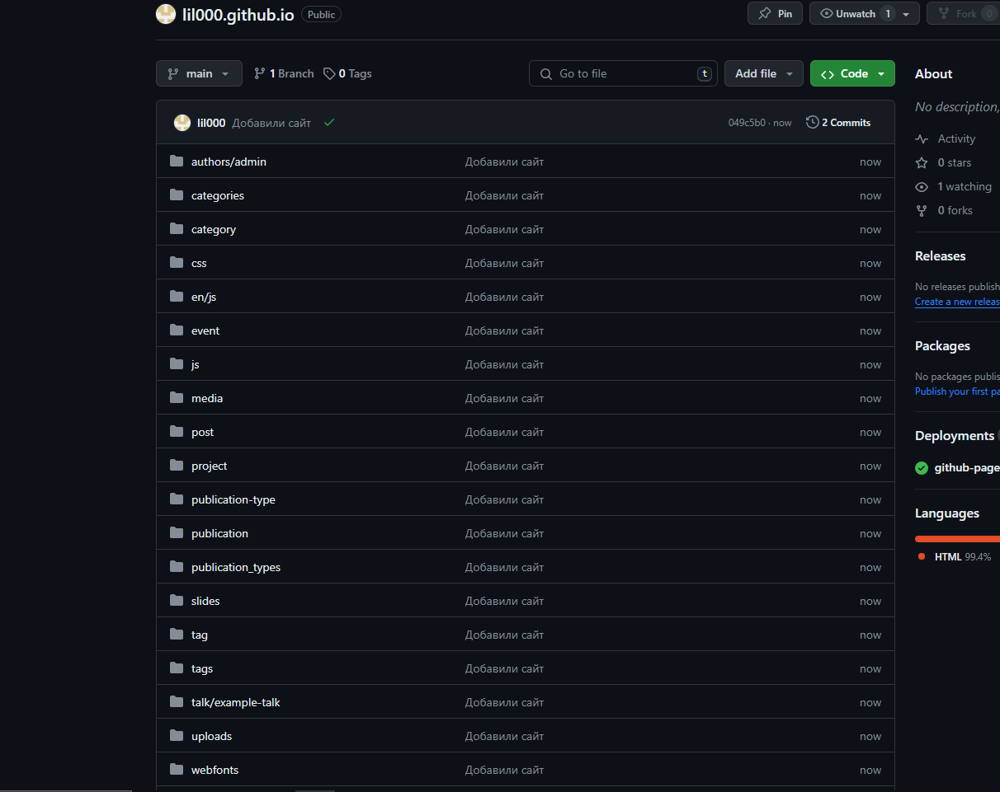 lil000.github.io Public
Pin
Unwatch 1
Fork 0
main
1 Branch
0 Tags
Go to file
t
Add file
Code
lil000 Добавили сайт
049c5b0 · now
2 Commits
authors/admin Добавили сайт now
categories Добавили сайт now
category Добавили сайт now
css Добавили сайт now
en/js Добавили сайт now
event Добавили сайт now
js Добавили сайт now
media Добавили сайт now
post Добавили сайт now
project Добавили сайт now
publication-type Добавили сайт now
publication Добавили сайт now
publication_types Добавили сайт now
slides Добавили сайт now
tag Добавили сайт now
tags Добавили сайт now
talk/example-talk Добавили сайт now
uploads Добавили сайт now
webfonts Добавили сайт now
About
No description,
Activity
0 stars
1 watching
0 forks
Releases
No releases publish
Create a new releas
Packages
No packages publis
Publish your first pa
Deployments
github-page
Languages
HTML 99.4%